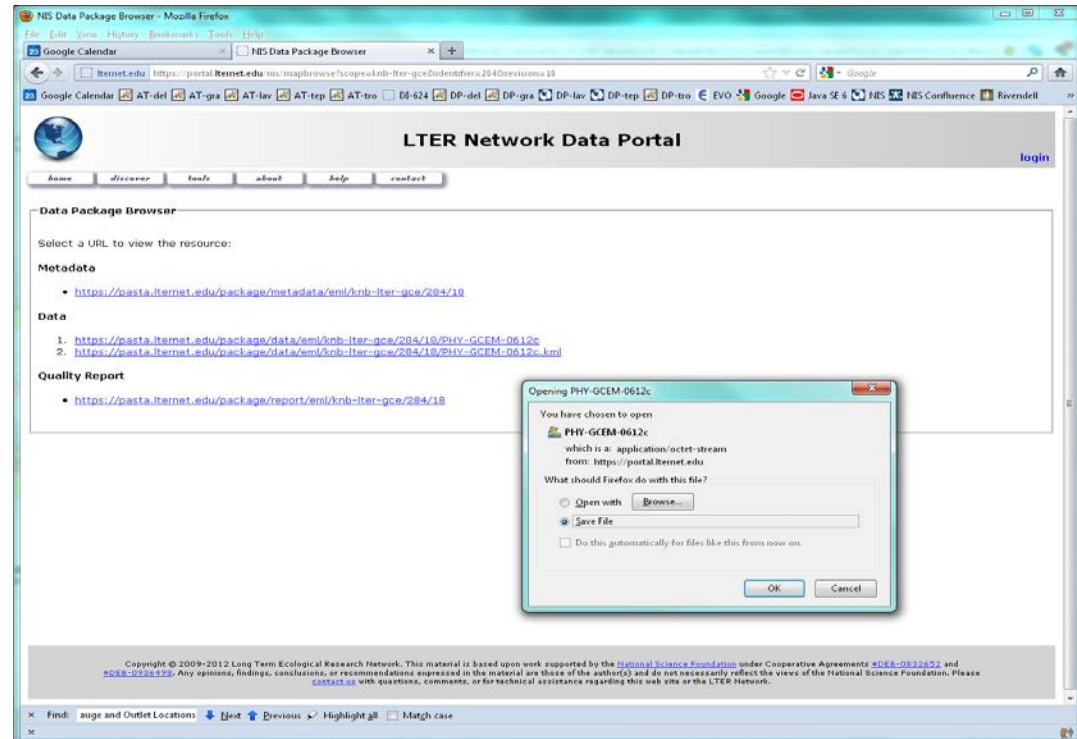 NIS Data Package Browser - Mozilla Firefox
File Edit View History Bookmarks Tools Help
Google Calendar × NIS Data Package Browser × +
lternet.edu https://portal.lternet.edu/nis/mapbrowse?scope=knb-lter-gce&identifier=284&revision=18 Google
Google Calendar AT-del AT-gra AT-lav AT-tep AT-tro DI-624 DP-del DP-gra DP-lav DP-tep DP-tro EVO Google Java SE 6 NIS NIS Confluence Rivendell »
LTER Network Data Portal
login
home discover tools about help contact
Data Package Browser
Select a URL to view the resource:
Metadata
• https://pasta.lternet.edu/package/metadata/eml/knb-lter-gce/284/18
Data
1. https://pasta.lternet.edu/package/data/eml/knb-lter-gce/284/18/PHY-GCEM-0612c
2. https://pasta.lternet.edu/package/data/eml/knb-lter-gce/284/18/PHY-GCEM-0612c.kml
Quality Report
• https://pasta.lternet.edu/package/report/eml/knb-lter-gce/284/18
Opening PHY-GCEM-0612c
You have chosen to open
PHY-GCEM-0612c
which is a: application/octet-stream
from: https://portal.lternet.edu
What should Firefox do with this file?
Open with Browse...
Save File
Do this automatically for files like this from now on.
OK Cancel
Copyright © 2009-2012 Long Term Ecological Research Network. This material is based upon work supported by the National Science Foundation under Cooperative Agreements #DEB-0832652 and
#DEB-0936498. Any opinions, findings, conclusions, or recommendations expressed in the material are those of the author(s) and do not necessarily reflect the views of the National Science Foundation. Please
contact us with questions, comments, or for technical assistance regarding this web site or the LTER Network.
× Find: auge and Outlet Locations Next Previous Highlight all Match case
×